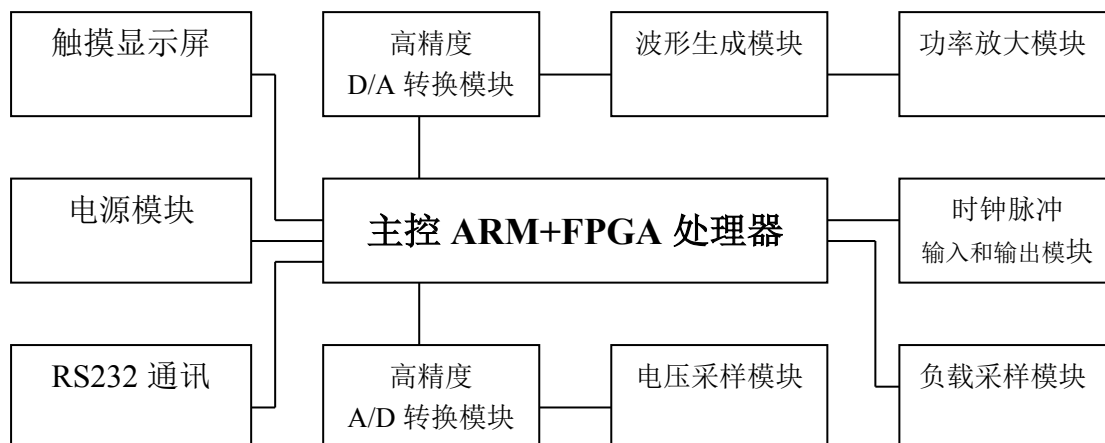 触摸显示屏
高精度
D/A 转换模块
波形生成模块
功率放大模块
电源模块
主控 ARM+FPGA 处理器
时钟脉冲
输入和输出模块
RS232 通讯
高精度
A/D 转换模块
电压采样模块
负载采样模块